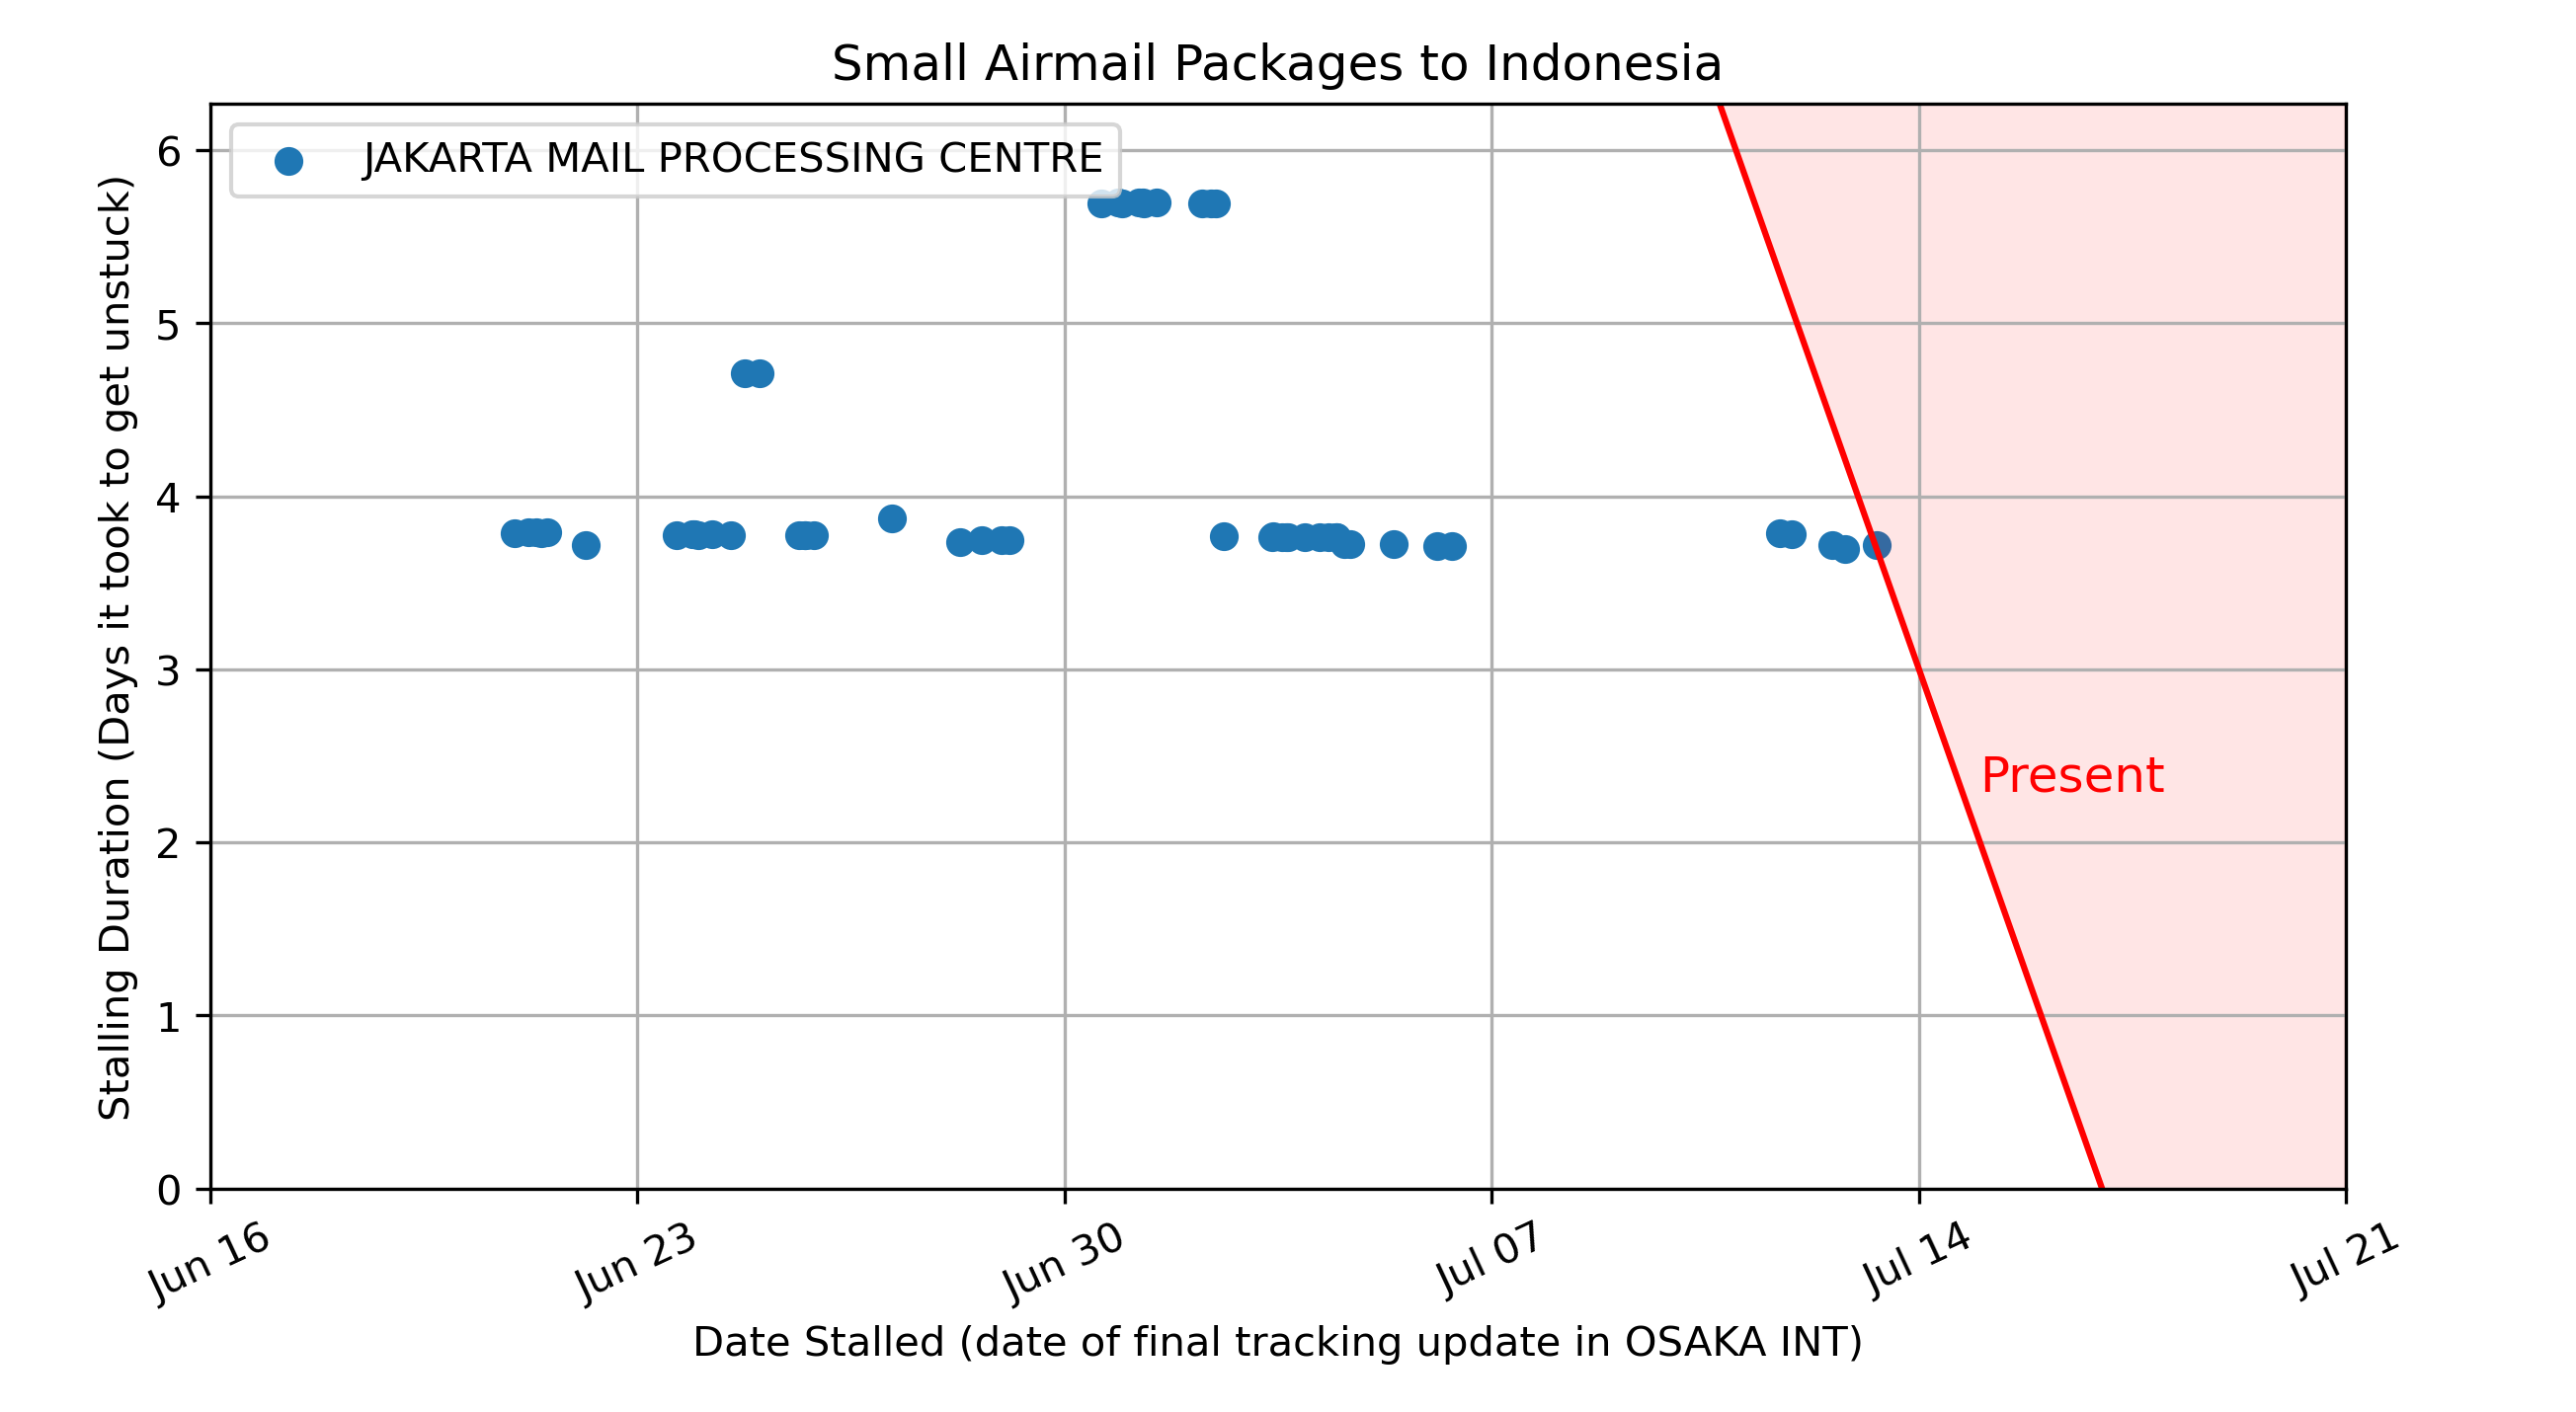 Small Airmail Packages to Indonesia
JAKARTA MAIL PROCESSING CENTRE
Stalling Duration (Days it took to get unstuck)
6
5
4
3
2
1
0
Present
Jun 16
Jun 23
Jun 30
Jul 07
Jul 14
Jul 21
Date Stalled (date of final tracking update in OSAKA INT)